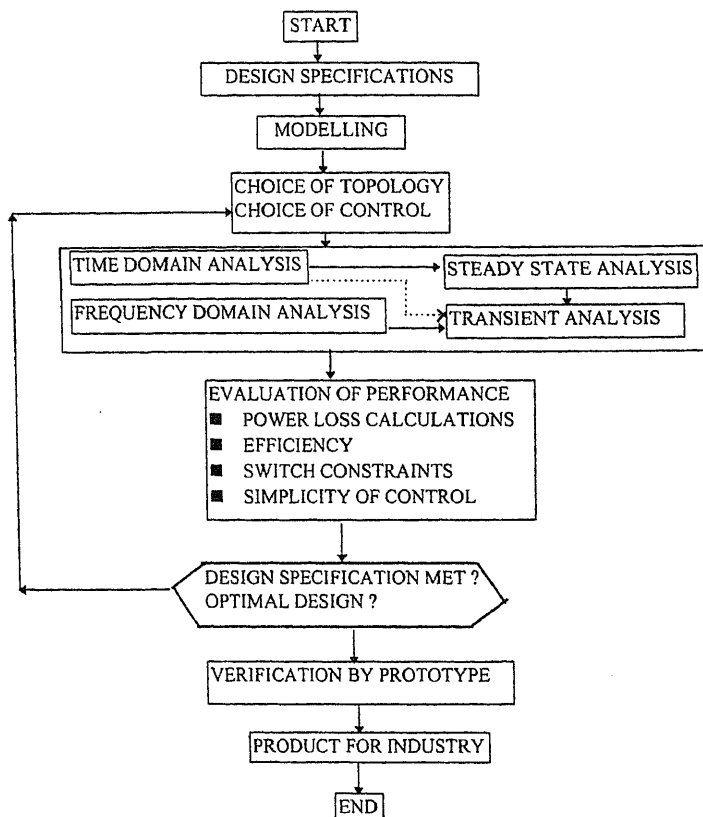 START
DESIGN SPECIFICATIONS
MODELLING
CHOICE OF TOPOLOGY
CHOICE OF CONTROL
TIME DOMAIN ANALYSIS
STEADY STATE ANALYSIS
FREQUENCY DOMAIN ANALYSIS
TRANSIENT ANALYSIS
EVALUATION OF PERFORMANCE
■ POWER LOSS CALCULATIONS
■ EFFICIENCY
■ SWITCH CONSTRAINTS
■ SIMPLICITY OF CONTROL
DESIGN SPECIFICATION MET ?
OPTIMAL DESIGN ?
VERIFICATION BY PROTOTYPE
PRODUCT FOR INDUSTRY
END